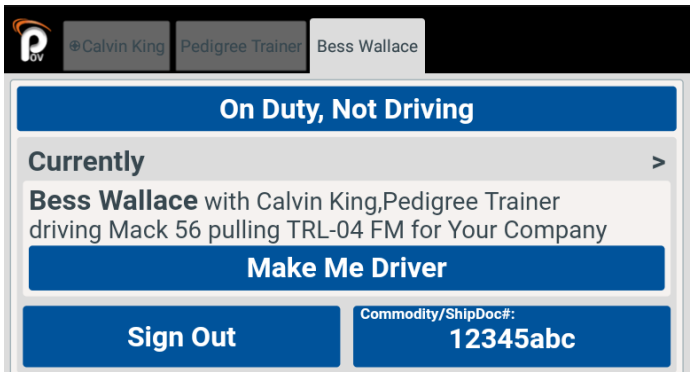 Pov
Calvin King
Pedigree Trainer
Bess Wallace
On Duty, Not Driving
Currently >
Bess Wallace with Calvin King,Pedigree Trainer
driving Mack 56 pulling TRL-04 FM for Your Company
Make Me Driver
Sign Out
Commodity/ShipDoc#:
12345abc